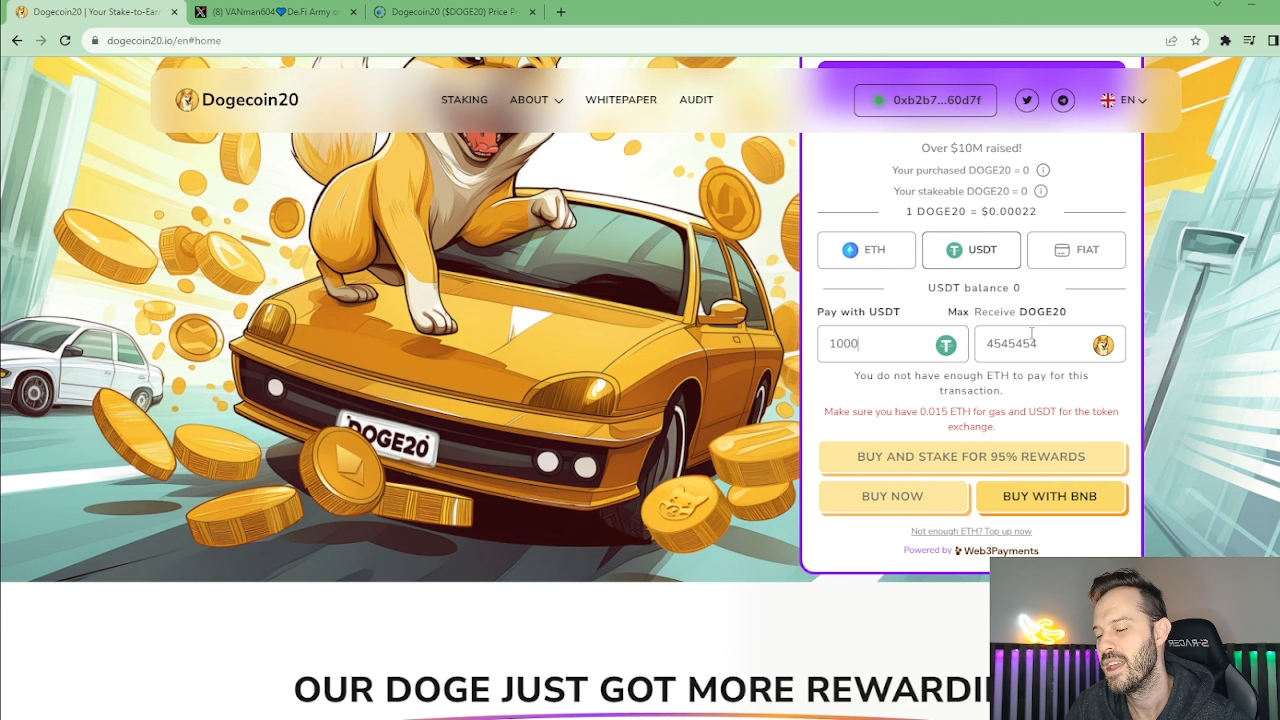 Dogecoin20 | Your Stake-to-Earn
(8) VANman604💙De.Fi Army o
Dogecoin20 ($DOGE20) Price P
dogecoin20.io/en#home
Dogecoin20
STAKING
ABOUT
WHITEPAPER
AUDIT
0xb2b7...60d7f
EN
Over $10M raised!
Your purchased DOGE20 = 0
Your stakeable DOGE20 = 0
1 DOGE20 = $0.00022
ETH
USDT
FIAT
USDT balance 0
Pay with USDT
Max
Receive DOGE20
1000
4545454
You do not have enough ETH to pay for this
transaction.
Make sure you have 0.015 ETH for gas and USDT for the token
exchange.
BUY AND STAKE FOR 95% REWARDS
BUY NOW
BUY WITH BNB
Not enough ETH? Top up now
Powered by Web3Payments
DOGE20
OUR DOGE JUST GOT MORE REWARDI